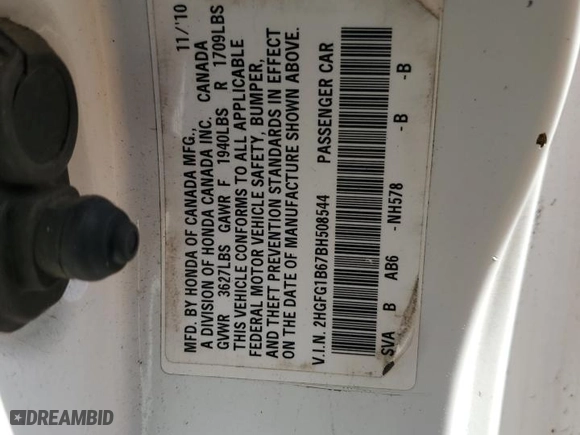 MFD. BY HONDA OF CANADA MFG., 11/'10
A DIVISION OF HONDA CANADA INC. CANADA
GVWR 3627LBS GAWR F 1940LBS R 1709LBS
THIS VEHICLE CONFORMS TO ALL APPLICABLE
FEDERAL MOTOR VEHICLE SAFETY, BUMPER,
AND THEFT PREVENTION STANDARDS IN EFFECT
ON THE DATE OF MANUFACTURE SHOWN ABOVE.
V.I.N. 2HGFG1B67BH508544 PASSENGER CAR
SVA B AB6 -NH578 -B -B
DREAMBID